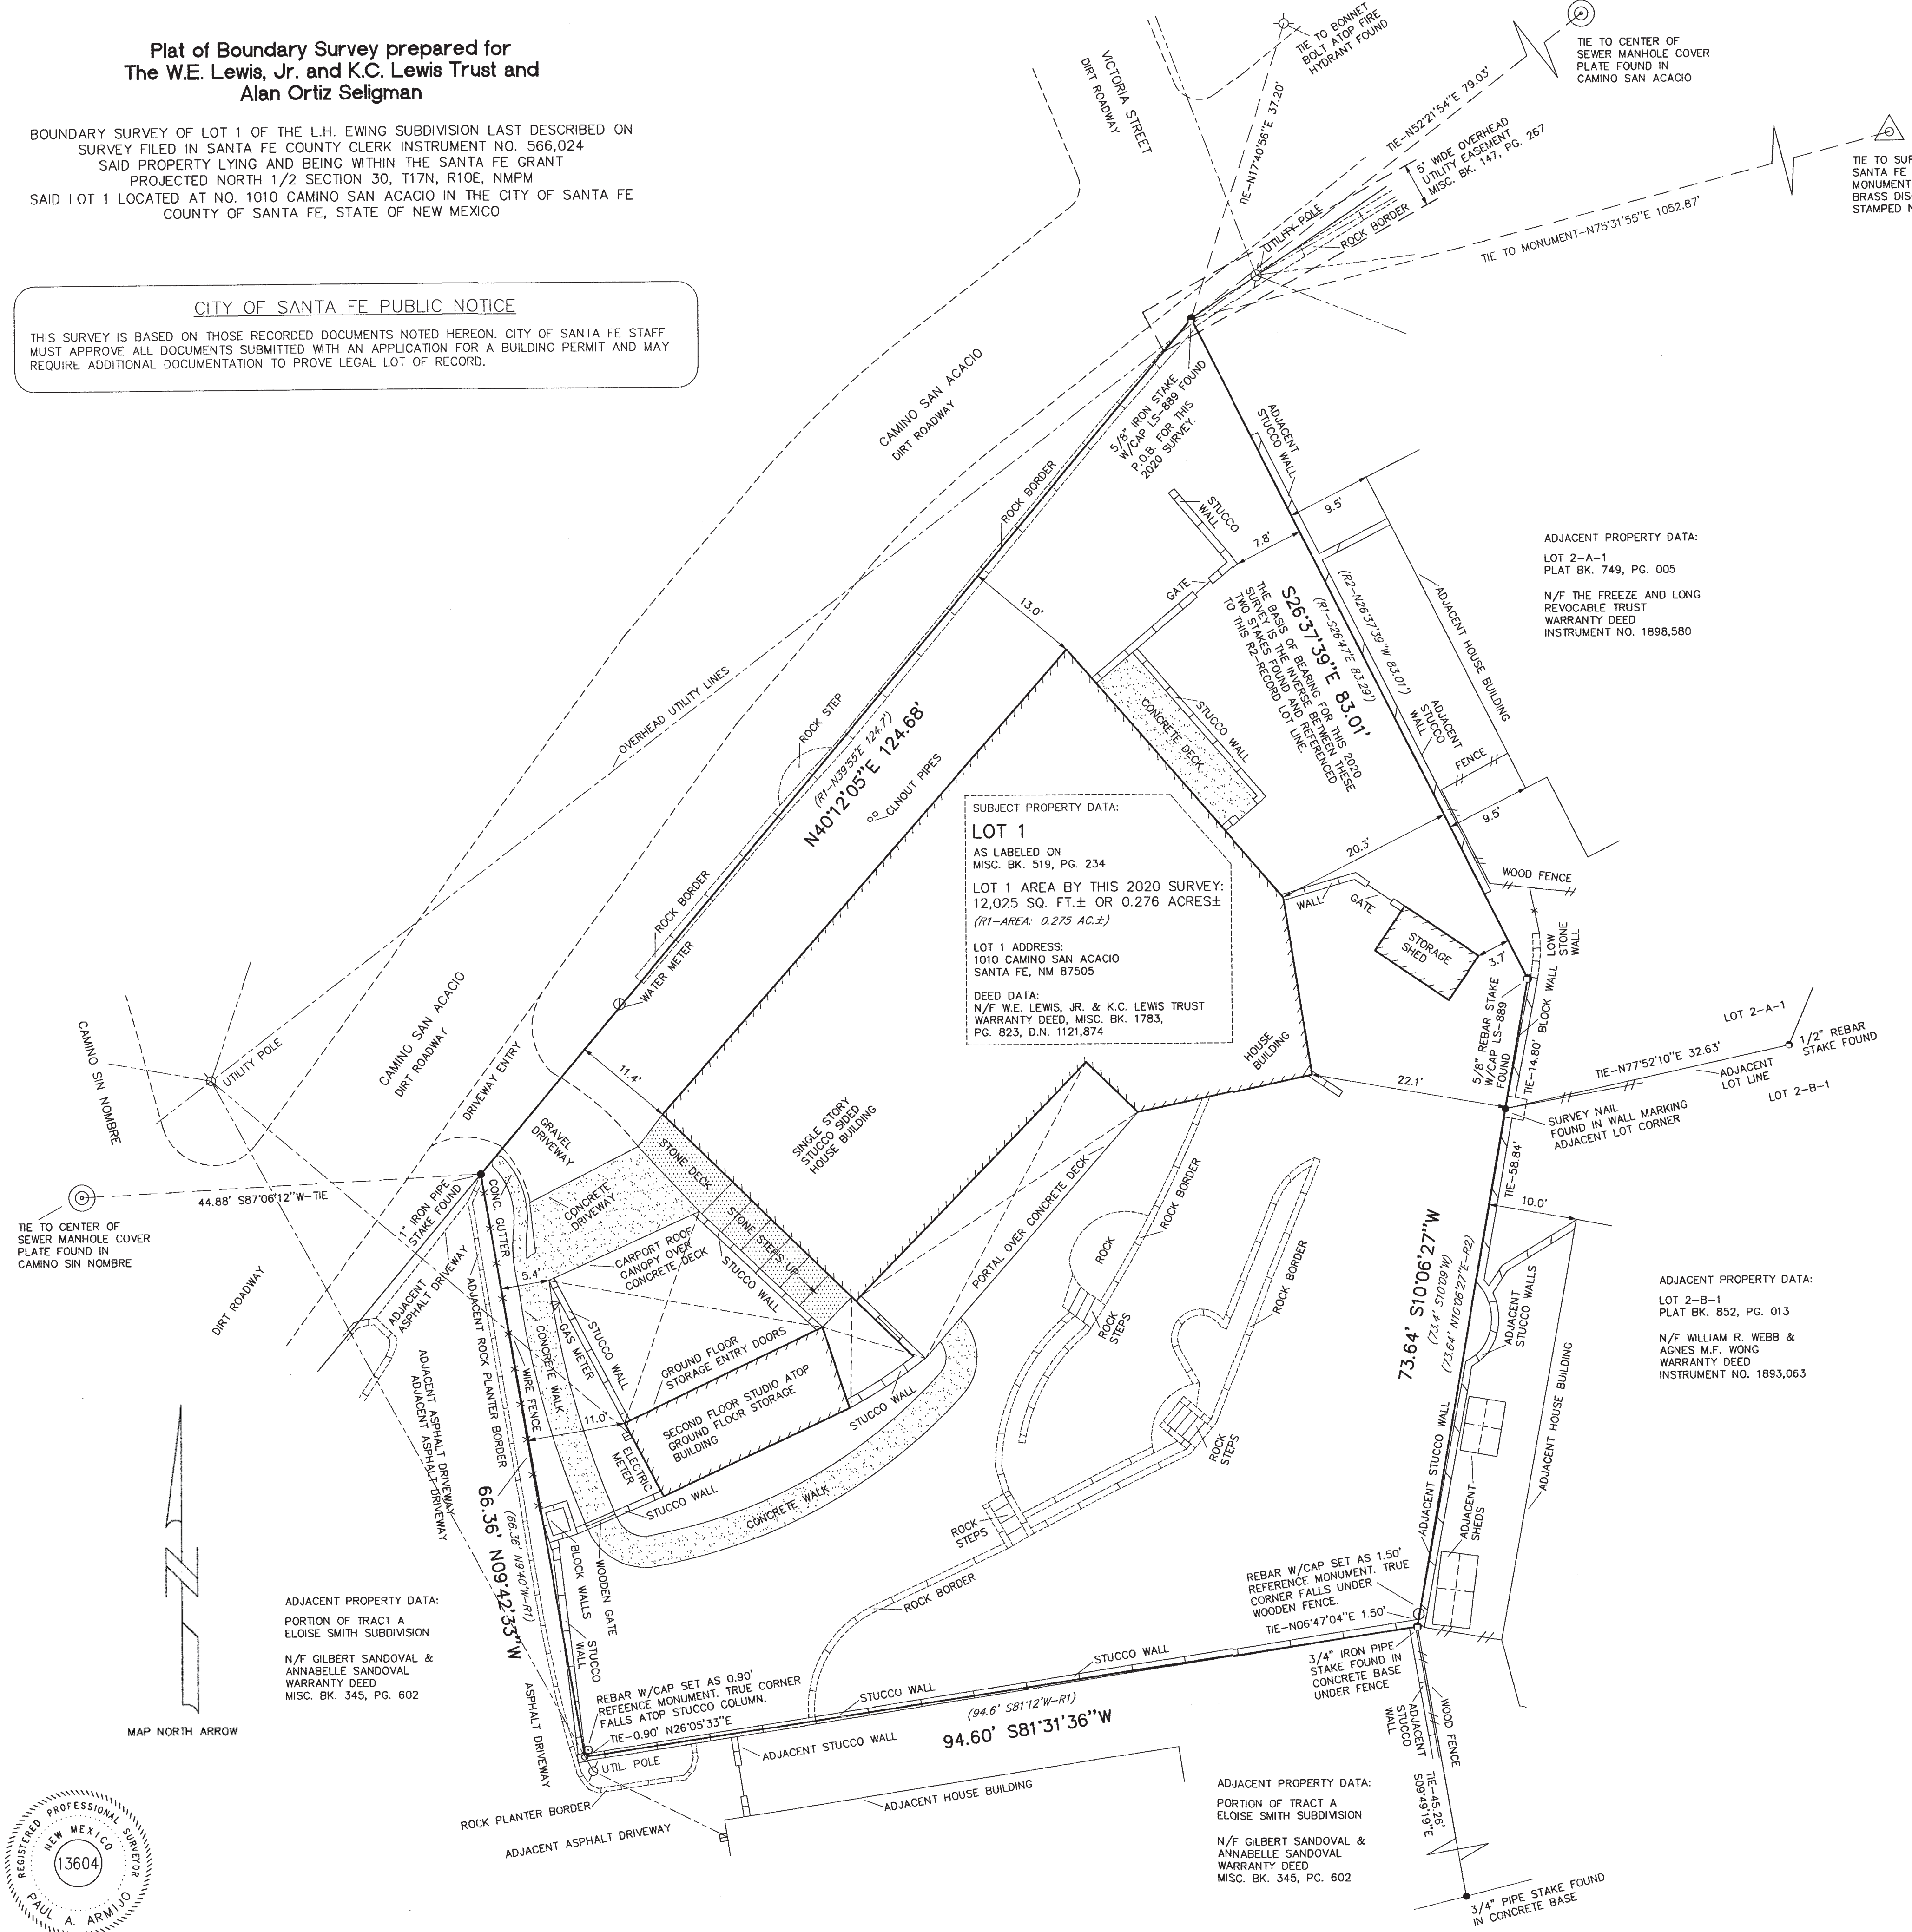 Plat of Boundary Survey prepared for
The W.E. Lewis, Jr. and K.C. Lewis Trust and
Alan Ortiz Seligman
BOUNDARY SURVEY OF LOT 1 OF THE L.H. EWING SUBDIVISION LAST DESCRIBED ON
SURVEY FILED IN SANTA FE COUNTY CLERK INSTRUMENT NO. 566,024
SAID PROPERTY LYING AND BEING WITHIN THE SANTA FE GRANT
PROJECTED NORTH 1/2 SECTION 30, T17N, R10E, NMPM
SAID LOT 1 LOCATED AT NO. 1010 CAMINO SAN ACACIO IN THE CITY OF SANTA FE
COUNTY OF SANTA FE, STATE OF NEW MEXICO
CITY OF SANTA FE PUBLIC NOTICE
THIS SURVEY IS BASED ON THOSE RECORDED DOCUMENTS NOTED HEREON. CITY OF SANTA FE STAFF
MUST APPROVE ALL DOCUMENTS SUBMITTED WITH AN APPLICATION FOR A BUILDING PERMIT AND MAY
REQUIRE ADDITIONAL DOCUMENTATION TO PROVE LEGAL LOT OF RECORD.
VICTORIA STREET
DIRT ROADWAY
TIE TO BONNET
BOLT ATOP FIRE
HYDRANT FOUND
TIE-N17°40'56"E 37.20'
TIE TO CENTER OF
SEWER MANHOLE COVER
PLATE FOUND IN
CAMINO SAN ACACIO
TIE-N52°21'54"E 79.03'
5' WIDE OVERHEAD
UTILITY EASEMENT
MISC. BK. 147, PG. 267
TIE TO MONUMENT-N75°31'55"E 1052.87'
TIE TO SUR
SANTA FE
MONUMENT
BRASS DIS
STAMPED N
UTILITY POLE
ROCK BORDER
CAMINO SAN ACACIO
DIRT ROADWAY
5/8" IRON STAKE
W/CAP LS-889 FOUND
P.O.B. FOR THIS
2020 SURVEY.
ADJACENT
STUCCO WALL
ROCK BORDER
STUCCO
WALL
9.5'
7.8'
GATE
13.0'
(R2-N26°37'39"W 83.01')
(R1-S26°47'E 83.29')
S26°37'39"E 83.01'
THE BASIS OF BEARING FOR THIS 2020
SURVEY IS THE INVERSE BETWEEN THESE
TWO STAKES FOUND AND REFERENCED
TO THIS R2-RECORD LOT LINE.
ADJACENT HOUSE BUILDING
ADJACENT
STUCCO
WALL
FENCE
9.5'
ADJACENT PROPERTY DATA:
LOT 2-A-1
PLAT BK. 749, PG. 005
N/F THE FREEZE AND LONG
REVOCABLE TRUST
WARRANTY DEED
INSTRUMENT NO. 1898,580
OVERHEAD UTILITY LINES
ROCK STEP
(R1-N39°55'E 124.7')
N40°12'05"E 124.68'
CLNOUT PIPES
STUCCO WALL
CONCRETE DECK
SUBJECT PROPERTY DATA:
LOT 1
AS LABELED ON
MISC. BK. 519, PG. 234
LOT 1 AREA BY THIS 2020 SURVEY:
12,025 SQ. FT.± OR 0.276 ACRES±
(R1-AREA: 0.275 AC.±)
LOT 1 ADDRESS:
1010 CAMINO SAN ACACIO
SANTA FE, NM 87505
DEED DATA:
N/F W.E. LEWIS, JR. & K.C. LEWIS TRUST
WARRANTY DEED, MISC. BK. 1783,
PG. 823, D.N. 1121,874
20.3'
WALL
GATE
STORAGE
SHED
3.7'
WOOD FENCE
LOW
STONE
WALL
BLOCK WALL
5/8" REBAR STAKE
W/CAP LS-889
FOUND
TIE-14.80'
LOT 2-A-1
1/2" REBAR
STAKE FOUND
TIE-N77°52'10"E 32.63'
ADJACENT
LOT LINE
LOT 2-B-1
SURVEY NAIL
FOUND IN WALL MARKING
ADJACENT LOT CORNER
22.1'
HOUSE
BUILDING
ROCK BORDER
WATER METER
CAMINO SAN ACACIO
DIRT ROADWAY
CAMINO SIN NOMBRE
UTILITY POLE
DRIVEWAY ENTRY
11.4'
GRAVEL
DRIVEWAY
SINGLE STORY
STUCCO SIDED
HOUSE BUILDING
STONE DECK
STONE STEPS UP
CONCRETE
DRIVEWAY
CONC. GUTTER
44.88' S87°06'12"W-TIE
1" IRON PIPE
STAKE FOUND
TIE TO CENTER OF
SEWER MANHOLE COVER
PLATE FOUND IN
CAMINO SIN NOMBRE
DIRT ROADWAY
ADJACENT
ASPHALT DRIVEWAY
CARPORT ROOF
CANOPY OVER
CONCRETE DECK
STUCCO WALL
5.4'
GAS METER
STUCCO WALL
CONCRETE WALK
WIRE FENCE
ADJACENT ROCK PLANTER BORDER
ADJACENT ASPHALT DRIVEWAY
ADJACENT ASPHALT DRIVEWAY
GROUND FLOOR
STORAGE ENTRY DOORS
SECOND FLOOR STUDIO ATOP
GROUND FLOOR STORAGE
BUILDING
11.0'
ELECTRIC
METER
STUCCO WALL
STUCCO WALL
CONCRETE WALK
PORTAL OVER CONCRETE DECK
ROCK BORDER
ROCK
ROCK
STEPS
ROCK BORDER
ROCK
STEPS
ROCK
STEPS
ROCK BORDER
TIE-58.84'
10.0'
73.64' S10°06'27"W
(73.4' S10°09'W)
(73.64' N10°06'27"E-R2)
ADJACENT
STUCCO WALLS
ADJACENT STUCCO WALL
ADJACENT
SHEDS
ADJACENT HOUSE BUILDING
ADJACENT PROPERTY DATA:
LOT 2-B-1
PLAT BK. 852, PG. 013
N/F WILLIAM R. WEBB &
AGNES M.F. WONG
WARRANTY DEED
INSTRUMENT NO. 1893,063
66.36' N09°42'33"W
(66.36' N9°40'W-R1)
BLOCK WALLS
WOODEN GATE
STUCCO
WALL
ADJACENT PROPERTY DATA:
PORTION OF TRACT A
ELOISE SMITH SUBDIVISION
N/F GILBERT SANDOVAL &
ANNABELLE SANDOVAL
WARRANTY DEED
MISC. BK. 345, PG. 602
MAP NORTH ARROW
ASPHALT DRIVEWAY
REBAR W/CAP SET AS 0.90'
REFENCE MONUMENT. TRUE CORNER
FALLS ATOP STUCCO COLUMN.
TIE-0.90' N26°05'33"E
UTIL. POLE
STUCCO WALL
STUCCO WALL
(94.6' S81°12'W-R1)
94.60' S81°31'36"W
ADJACENT STUCCO WALL
ADJACENT HOUSE BUILDING
ROCK PLANTER BORDER
ADJACENT ASPHALT DRIVEWAY
REBAR W/CAP SET AS 1.50'
REFERENCE MONUMENT. TRUE
CORNER FALLS UNDER
WOODEN FENCE.
TIE-N06°47'04"E 1.50'
3/4" IRON PIPE
STAKE FOUND IN
CONCRETE BASE
UNDER FENCE
WOOD FENCE
ADJACENT
STUCCO
WALL
TIE-45.26'
S09°49'19"E
ADJACENT PROPERTY DATA:
PORTION OF TRACT A
ELOISE SMITH SUBDIVISION
N/F GILBERT SANDOVAL &
ANNABELLE SANDOVAL
WARRANTY DEED
MISC. BK. 345, PG. 602
3/4" PIPE STAKE FOUND
IN CONCRETE BASE
REGISTERED PROFESSIONAL SURVEYOR
NEW MEXICO
13604
PAUL A. ARMIJO